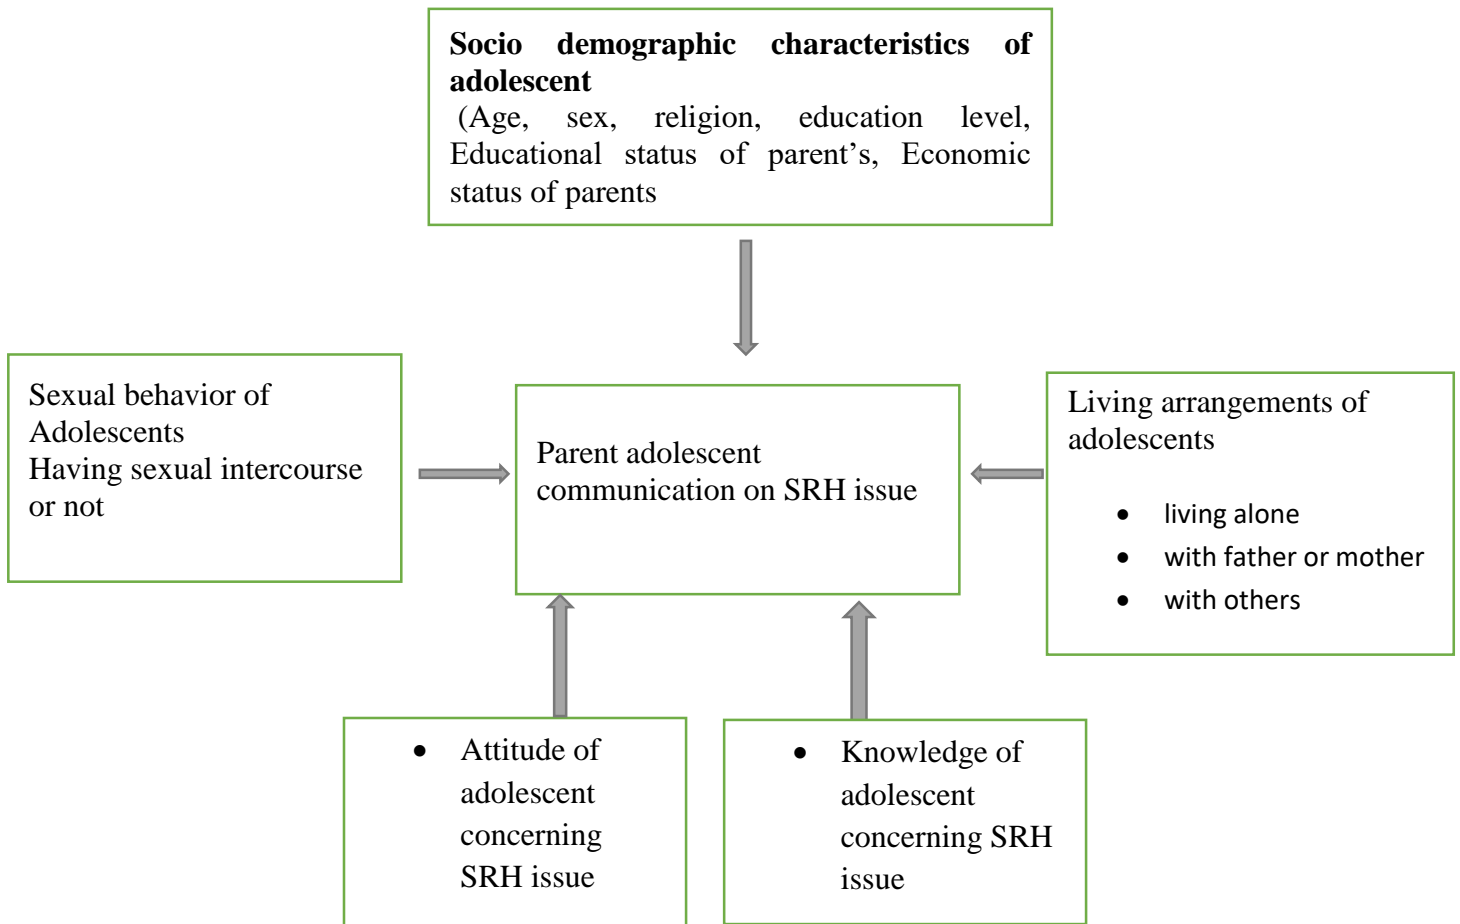 Socio demographic characteristics of
adolescent
(Age, sex, religion, education level,
Educational status of parent’s, Economic
status of parents
Sexual behavior of
Adolescents
Having sexual intercourse
or not
Parent adolescent
communication on SRH issue
Living arrangements of
adolescents
• living alone
• with father or mother
• with others
• Attitude of
adolescent
concerning
SRH issue
• Knowledge of
adolescent
concerning SRH
issue